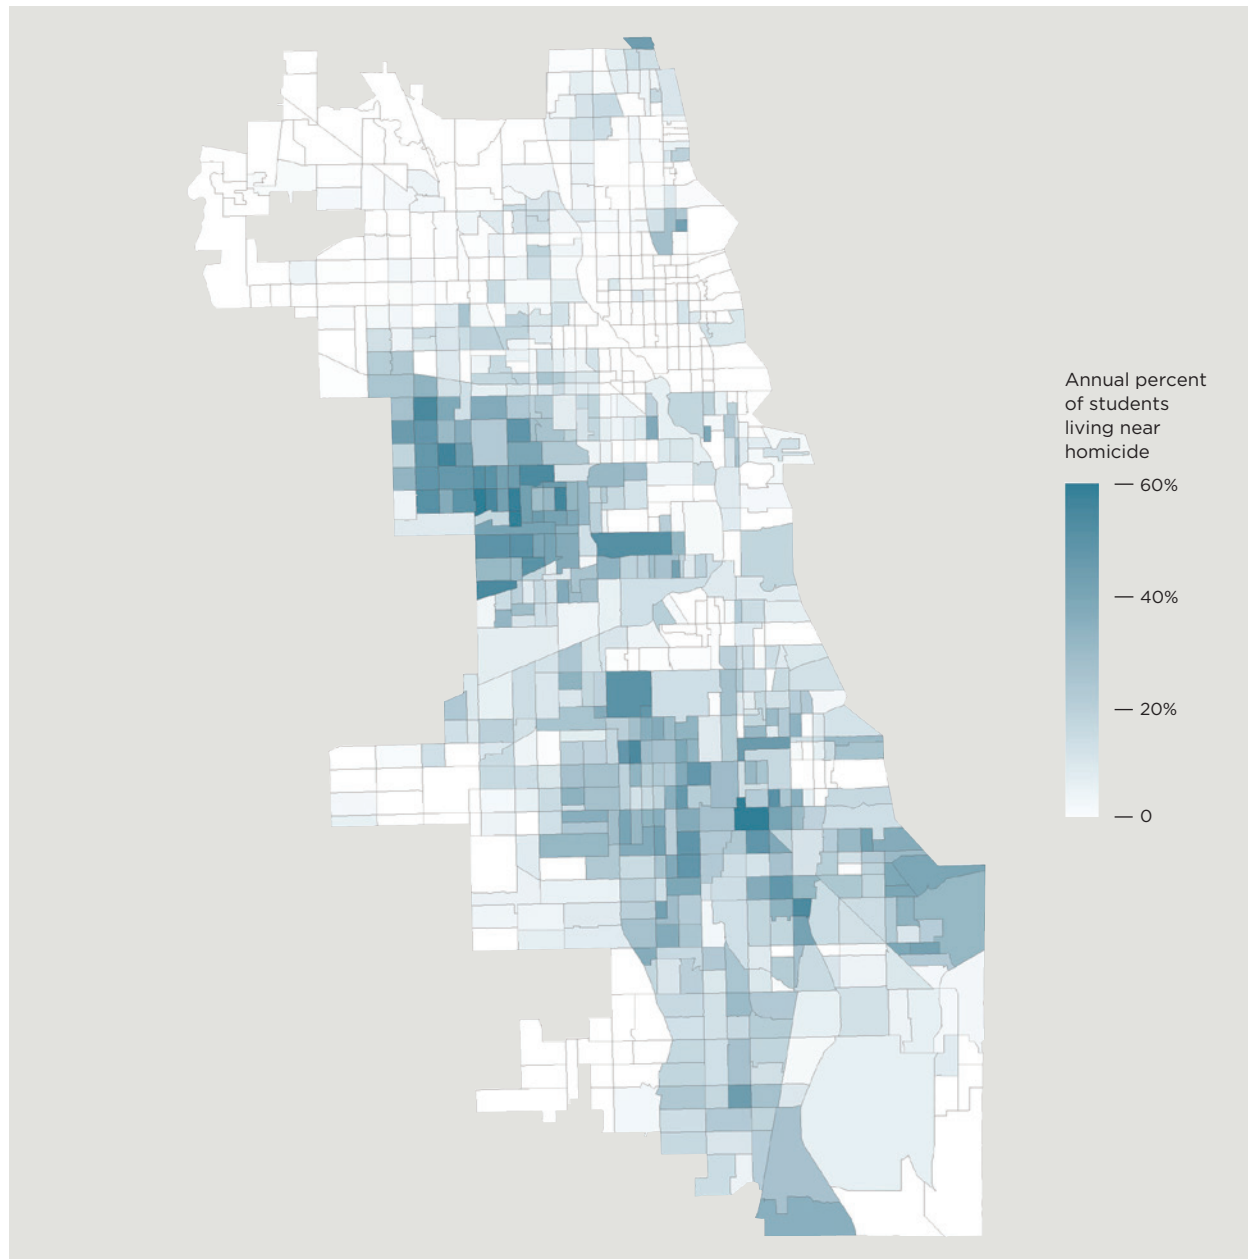 Annual percent
of students
living near
homicide
— 60%
— 40%
— 20%
— 0